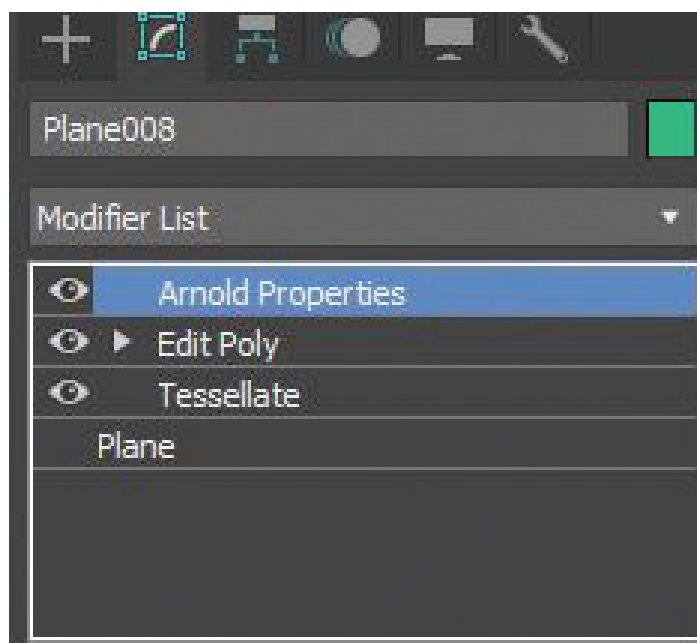 Plane008
Modifier List
Arnold Properties
Edit Poly
Tessellate
Plane